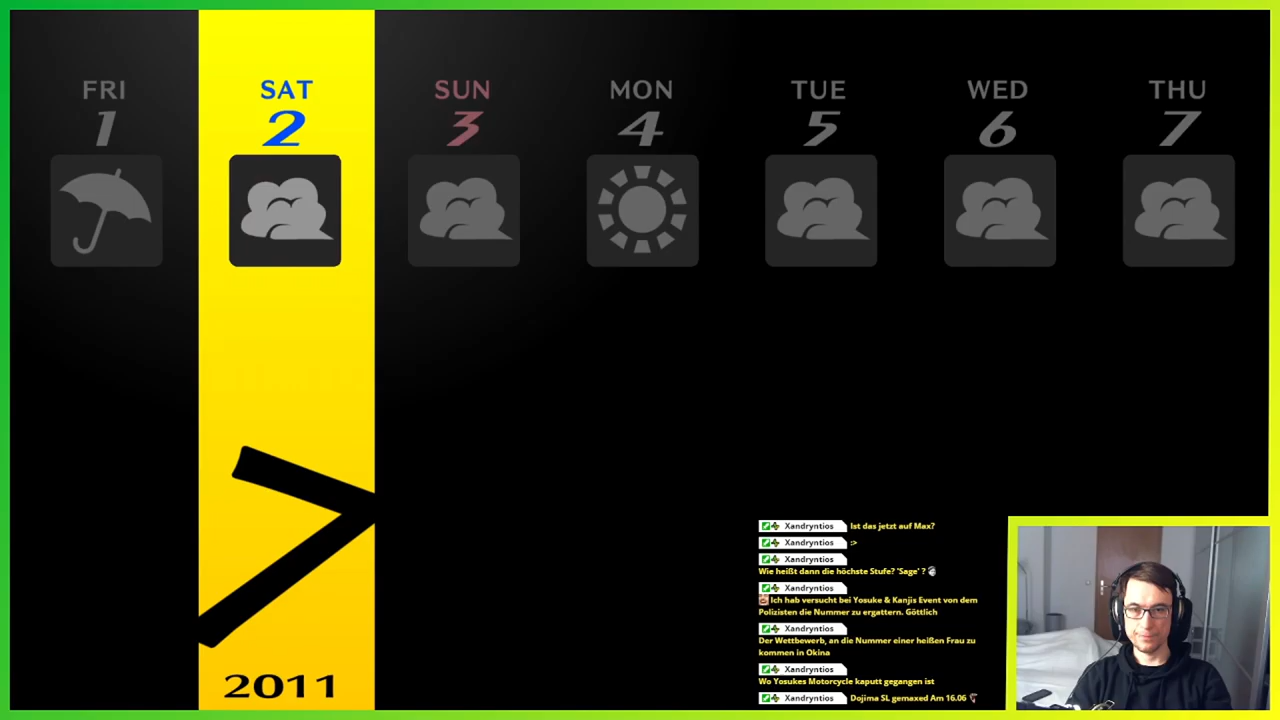 FRI SAT SUN MON TUE WED THU
1 2 3 4 5 6 7
2011
Xandryntios Ist das jetzt auf Max?
Xandryntios :>
Xandryntios
Wie heißt dann die höchste Stufe? 'Sage' ?
Xandryntios
Ich hab versucht bei Yosuke & Kanjis Event von dem
Polizisten die Nummer zu ergattern. Göttlich
Xandryntios
Der Wettbewerb, an die Nummer einer heißen Frau zu
kommen in Okina
Xandryntios
Wo Yosukes Motorcycle kaputt gegangen ist
Xandryntios Dojima SL gemaxed Am 16.06